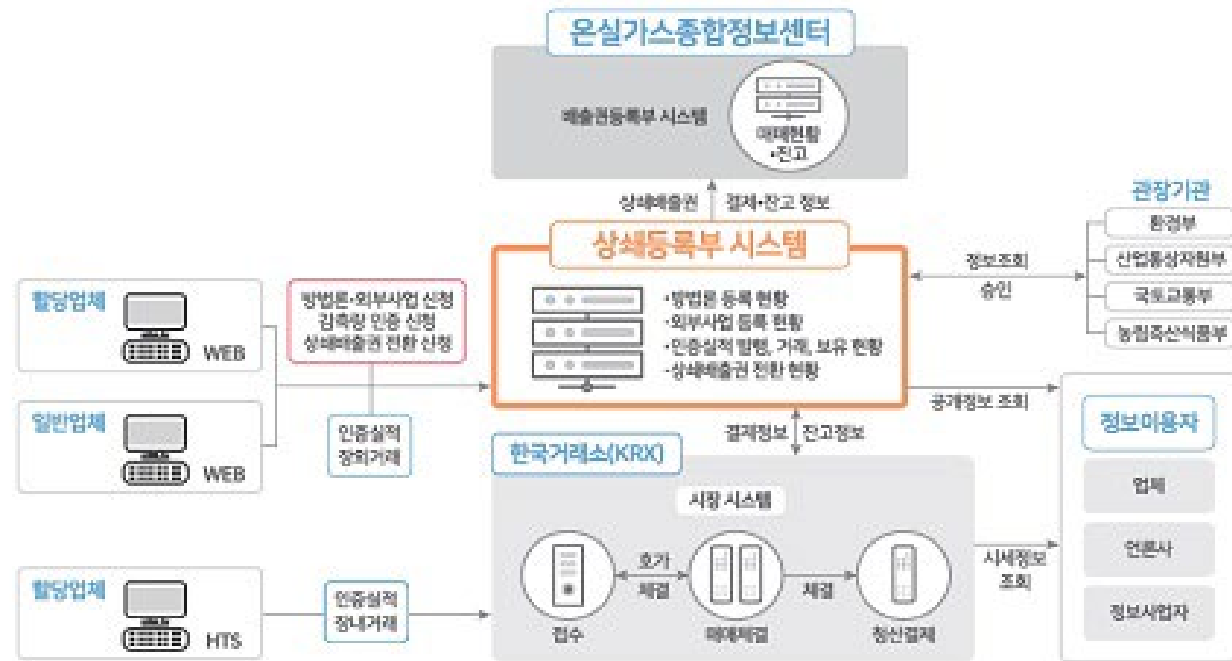 온실가스종합정보센터
배출권등록부 시스템
매매현황
•잔고
상쇄배출권
결제•잔고 정보
관장기관
환경부
산업통상자원부
국토교통부
농림축산식품부
상쇄등록부 시스템
•방법론 등록 현황
•외부사업 등록 현황
•인증실적 발행, 거래, 보유 현황
•상쇄배출권 전환 현황
정보조회
승인
할당업체
WEB
방법론•외부사업 신청
감축량 인증 신청
상쇄배출권 전환 신청
일반업체
WEB
인증실적
장외거래
공개정보 조회
결제정보
잔고정보
한국거래소(KRX)
시장 시스템
호가
체결
체결
접수
매매체결
청산결제
시세정보
조회
정보이용자
업체
언론사
정보사업자
할당업체
HTS
인증실적
장내거래